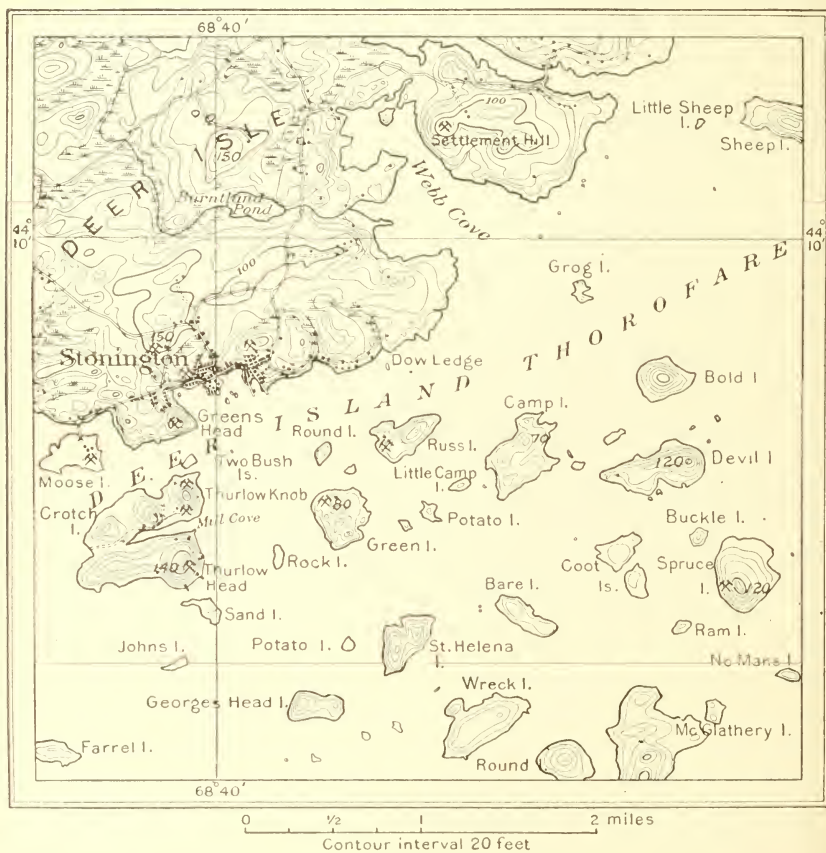 68°40'
DEER ISLE
100
Little Sheep
I.
Sheep I.
Settlement Hill
150
Webb Cove
Burntland
Pond
44°
10'
44°
10'
100
Grog I.
DEER ISLAND THOROFARE
150
Stonington
Dow Ledge
Bold I
Greens
Head
Round I.
Russ I.
Camp I.
70
Devil I
120
Moose I.
Two Bush
Is.
Little Camp
I.
Thurlow Knob
Crotch
I.
Mill Cove
80
Potato I.
Buckle I.
Green I.
Rock I.
Coot
Is.
Spruce
I.
120
140
Thurlow
Head
Bare I.
Sand I.
Ram I.
Johns I.
Potato I.
St. Helena
I.
No Mans I
Georges Head I.
Wreck I.
McGlathery I.
Farrel I.
Round I
68°40'
0 ½ 1 2 miles
Contour interval 20 feet